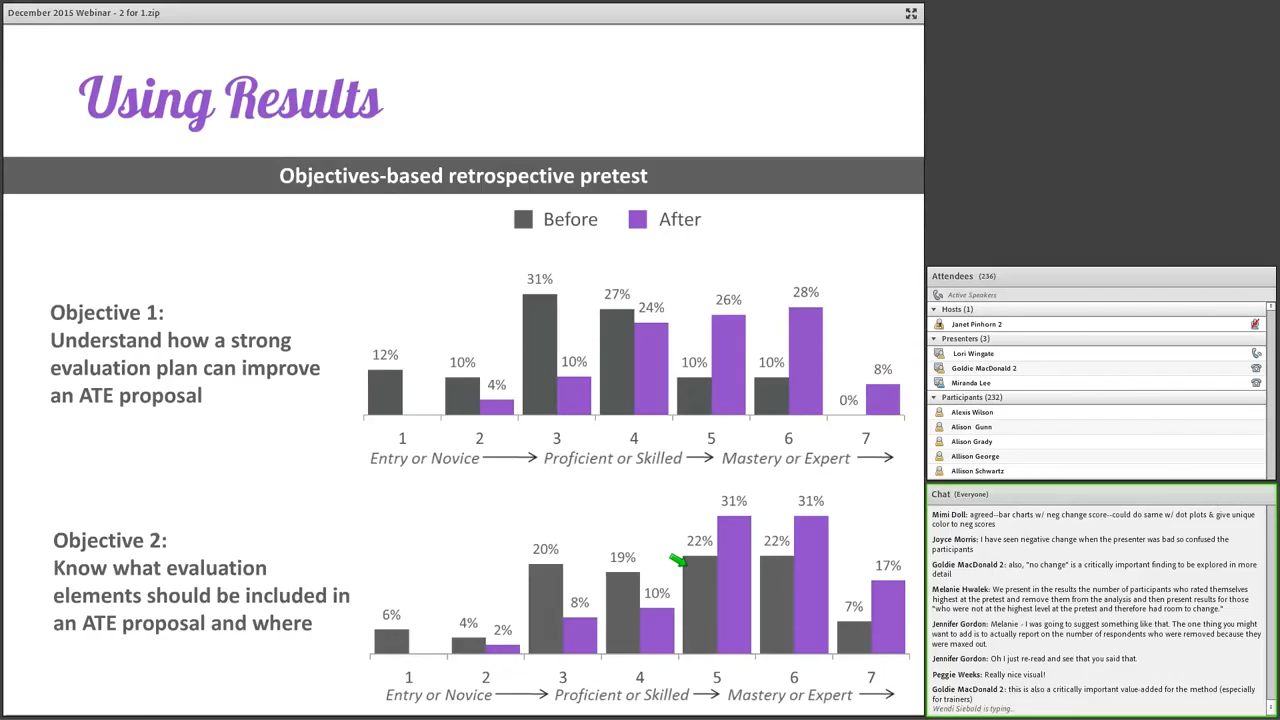 December 2015 Webinar - 2 for 1.zip
Using Results
Objectives-based retrospective pretest
Before After
Objective 1:
Understand how a strong
evaluation plan can improve
an ATE proposal
12% 10% 4% 31% 10% 27% 24% 10% 26% 10% 28% 0% 8%
1 2 3 4 5 6 7
Entry or Novice Proficient or Skilled Mastery or Expert
Objective 2:
Know what evaluation
elements should be included in
an ATE proposal and where
6% 4% 2% 20% 8% 19% 10% 22% 31% 22% 31% 7% 17%
1 2 3 4 5 6 7
Entry or Novice Proficient or Skilled Mastery or Expert
Attendees (236)
Active Speakers
Hosts (1)
Janet Pinhorn 2
Presenters (3)
Lori Wingate
Goldie MacDonald 2
Miranda Lee
Participants (232)
Alexis Wilson
Alison Gunn
Alison Grady
Allison George
Allison Schwartz
Chat (Everyone)
Mimi Doll: agreed--bar charts w/ neg change score--could do same w/ dot plots & give unique
color to neg scores
Joyce Morris: I have seen negative change when the presenter was bad so confused the
participants
Goldie MacDonald 2: also, "no change" is a critically important finding to be explored in more
detail
Melanie Hwalek: We present in the results the number of participants who rated themselves
highest at the pretest and remove them from the analysis and then present results for those
"who were not at the highest level at the pretest and therefore had room to change."
Jennifer Gordon: Melanie - I was going to suggest something like that. The one thing you might
want to add is to actually report on the number of respondents who were removed because they
were maxed out.
Jennifer Gordon: Oh I just re-read and see that you said that.
Peggie Weeks: Really nice visual!
Goldie MacDonald 2: this is also a critically important value-added for the method (especially
for trainers)
Wendi Siebold is typing..